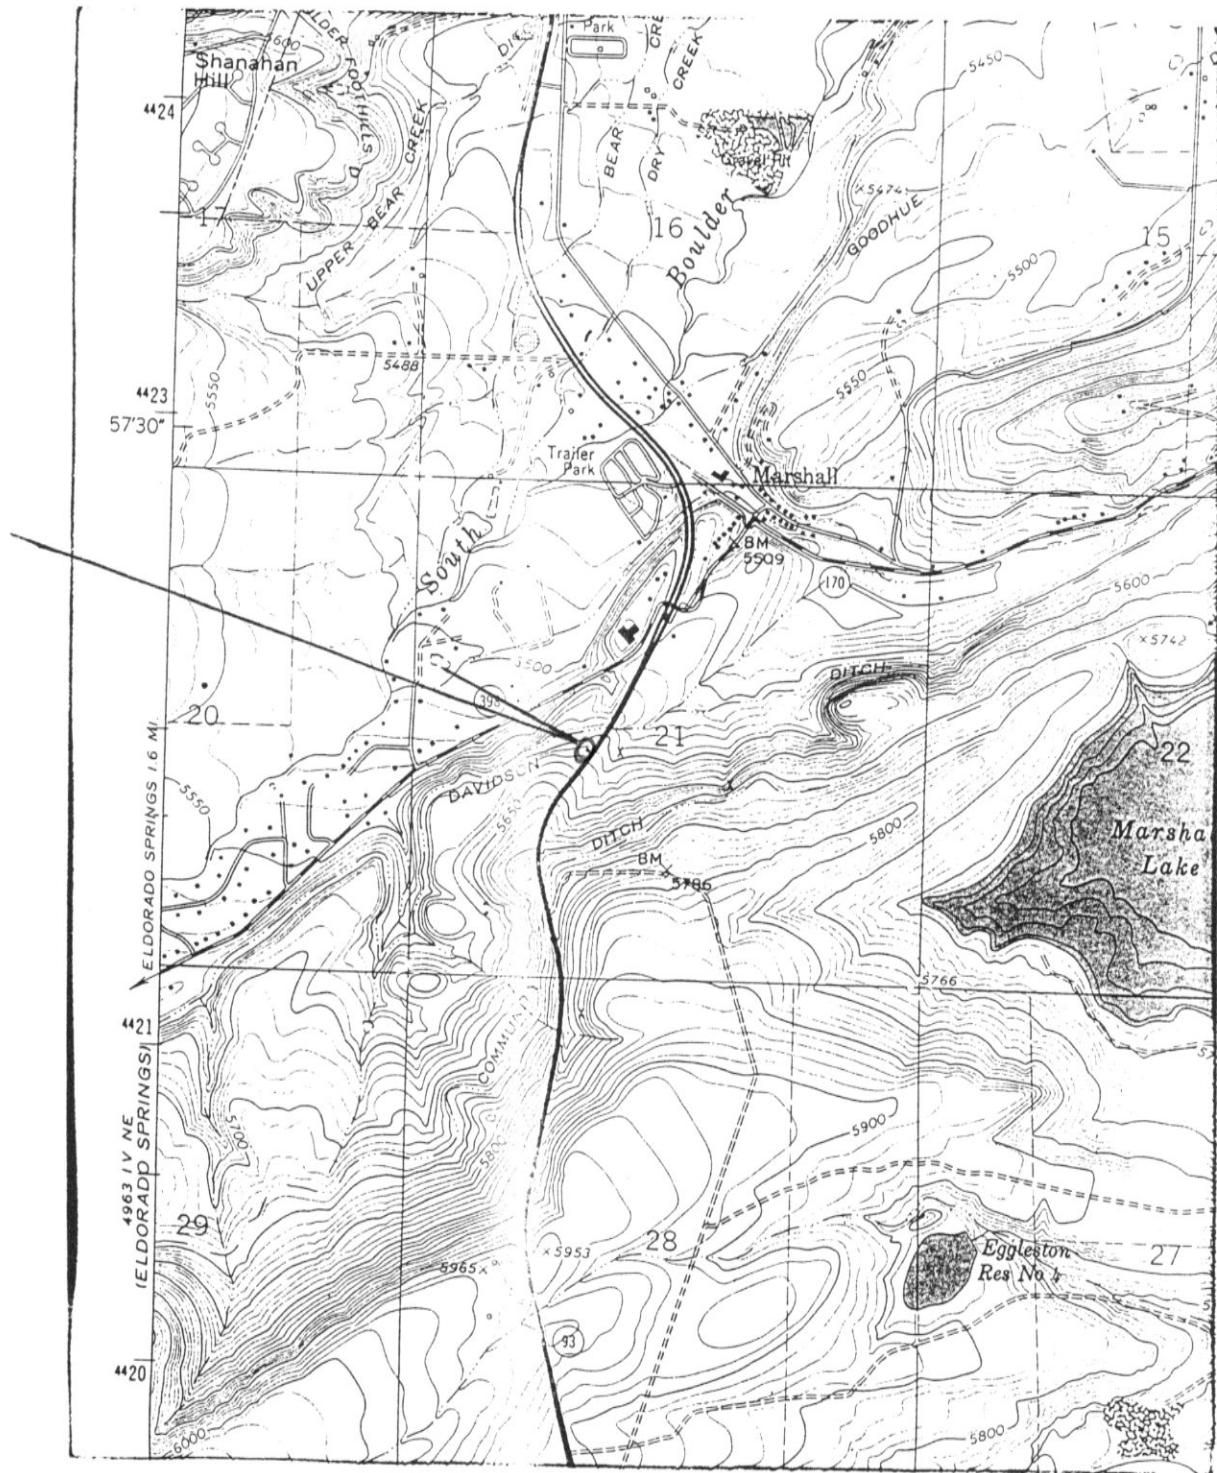 Park
5600
Shanahan
Hill
5450
4424
CREEK
BEAR
DRY
CREEK
Gravel Pit
UPPER BEAR CREEK
17
16
Boulder
×5474
GOODHUE
15
5500
5488
5550
4423
57'30"
5550
Trailer
Park
Marshall
South
BM
5509
170
5600
×5742
5500
DITCH
398
20
21
22
DAVIDSON
5650
DITCH
5800
Marsha
Lake
5550
BM
5786
ELDORADO SPRINGS 1.6 MI.
5766
4421
COMMUNITY
4963 IV NE
(ELDORADO SPRINGS)
5700
5900
29
×5953
28
Eggleston
Res No 4
27
5965×
93
4420
6000
5800